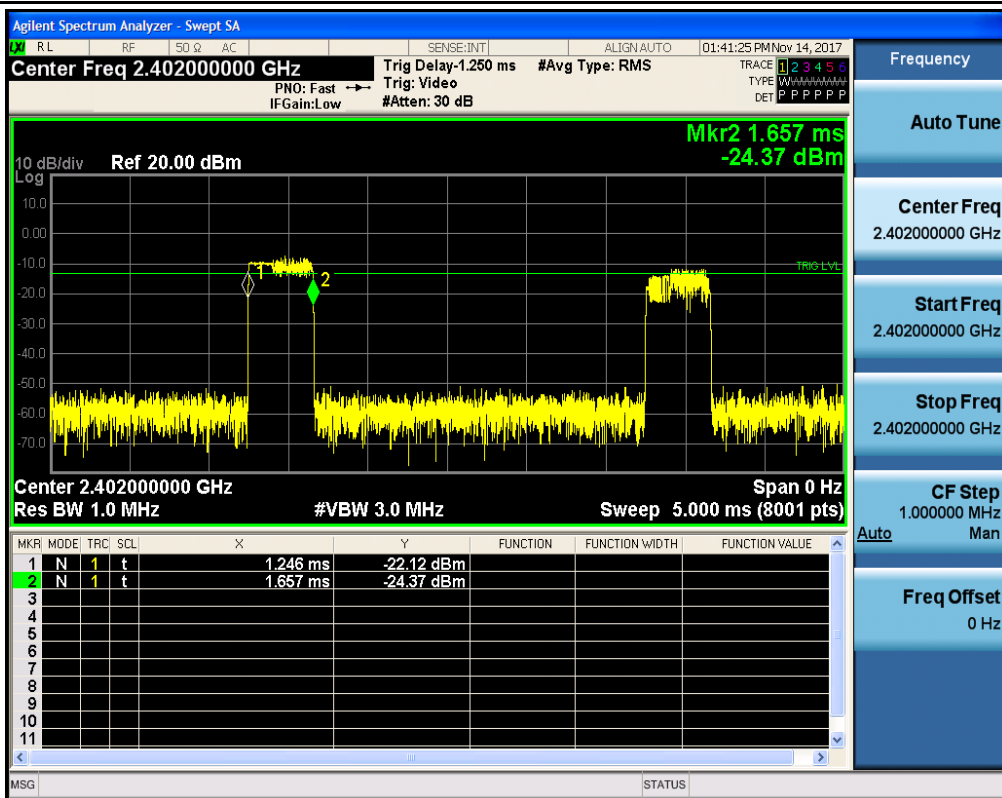 Agilent Spectrum Analyzer - Swept SA
LXI RL RF 50 Ω AC SENSE:INT ALIGN AUTO 01:41:25 PM Nov 14, 2017
Center Freq 2.402000000 GHz
PNO: Fast
IFGain:Low
Trig Delay-1.250 ms
Trig: Video
#Atten: 30 dB
#Avg Type: RMS
TRACE 1 2 3 4 5 6
TYPE WWWWWW
DET P P P P P P
Mkr2 1.657 ms
-24.37 dBm
10 dB/div Ref 20.00 dBm
Log
10.0
0.00
-10.0
-20.0
-30.0
-40.0
-50.0
-60.0
-70.0
1
2
TRIG LVL
Center 2.402000000 GHz Span 0 Hz
Res BW 1.0 MHz #VBW 3.0 MHz Sweep 5.000 ms (8001 pts)
MKR MODE TRC SCL X Y FUNCTION FUNCTION WIDTH FUNCTION VALUE
1 N 1 t 1.246 ms -22.12 dBm
2 N 1 t 1.657 ms -24.37 dBm
3
4
5
6
7
8
9
10
11
MSG STATUS
Frequency
Auto Tune
Center Freq
2.402000000 GHz
Start Freq
2.402000000 GHz
Stop Freq
2.402000000 GHz
CF Step
1.000000 MHz
Auto Man
Freq Offset
0 Hz